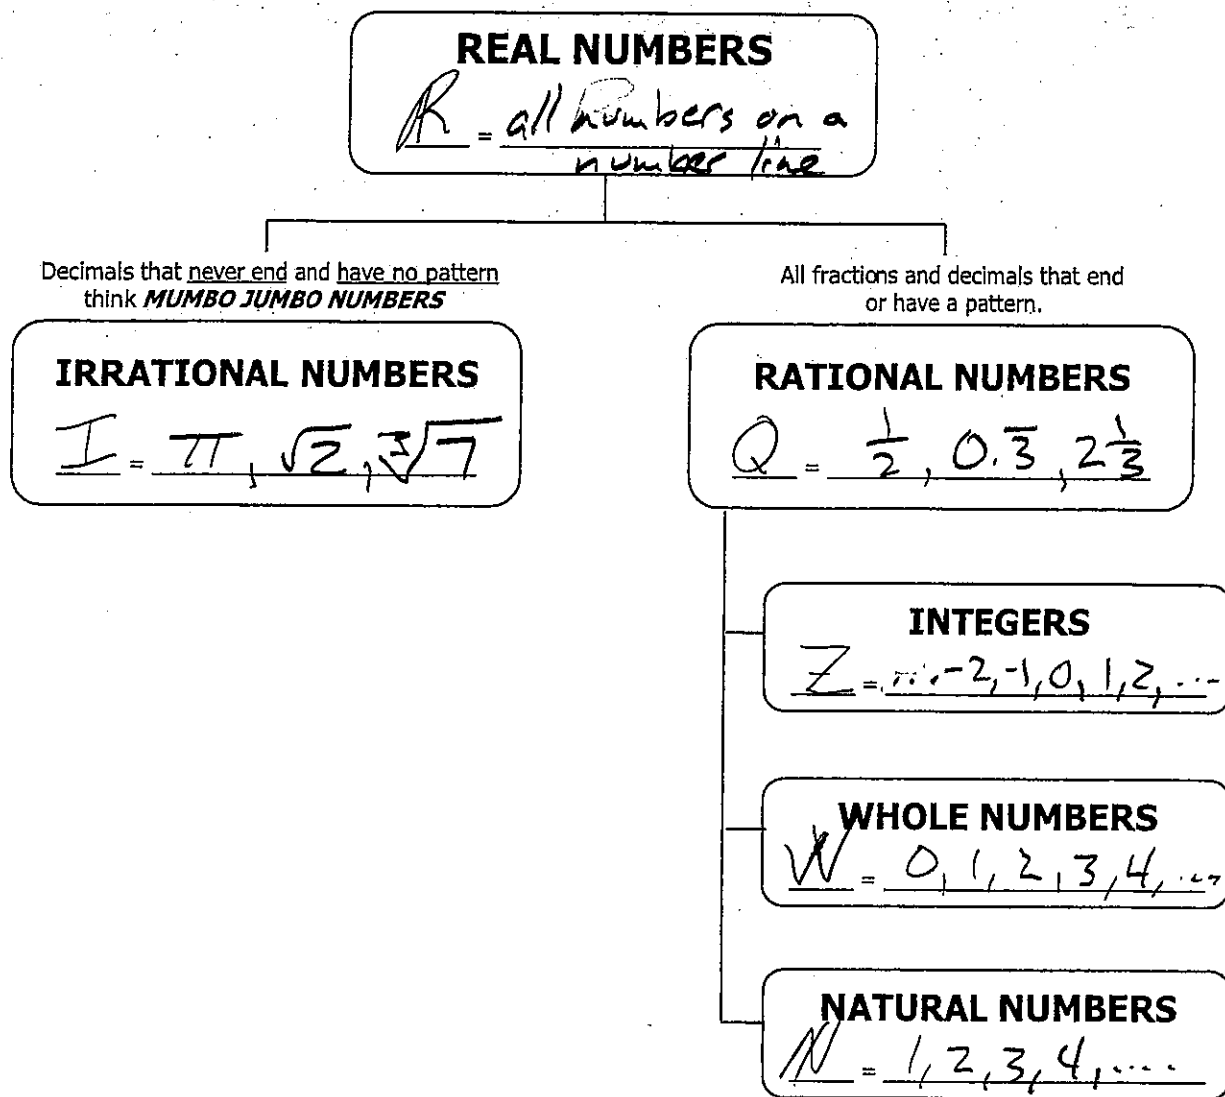 REAL NUMBERS
R = all numbers on a
number line
Decimals that never end and have no pattern
think MUMBO JUMBO NUMBERS
All fractions and decimals that end
or have a pattern.
IRRATIONAL NUMBERS
I = π, √2, ∛7
RATIONAL NUMBERS
Q = 1/2, 0.3̅, 2 1/3
INTEGERS
Z = ...-2,-1,0,1,2,...
WHOLE NUMBERS
W = 0,1,2,3,4,...
NATURAL NUMBERS
N = 1,2,3,4,....